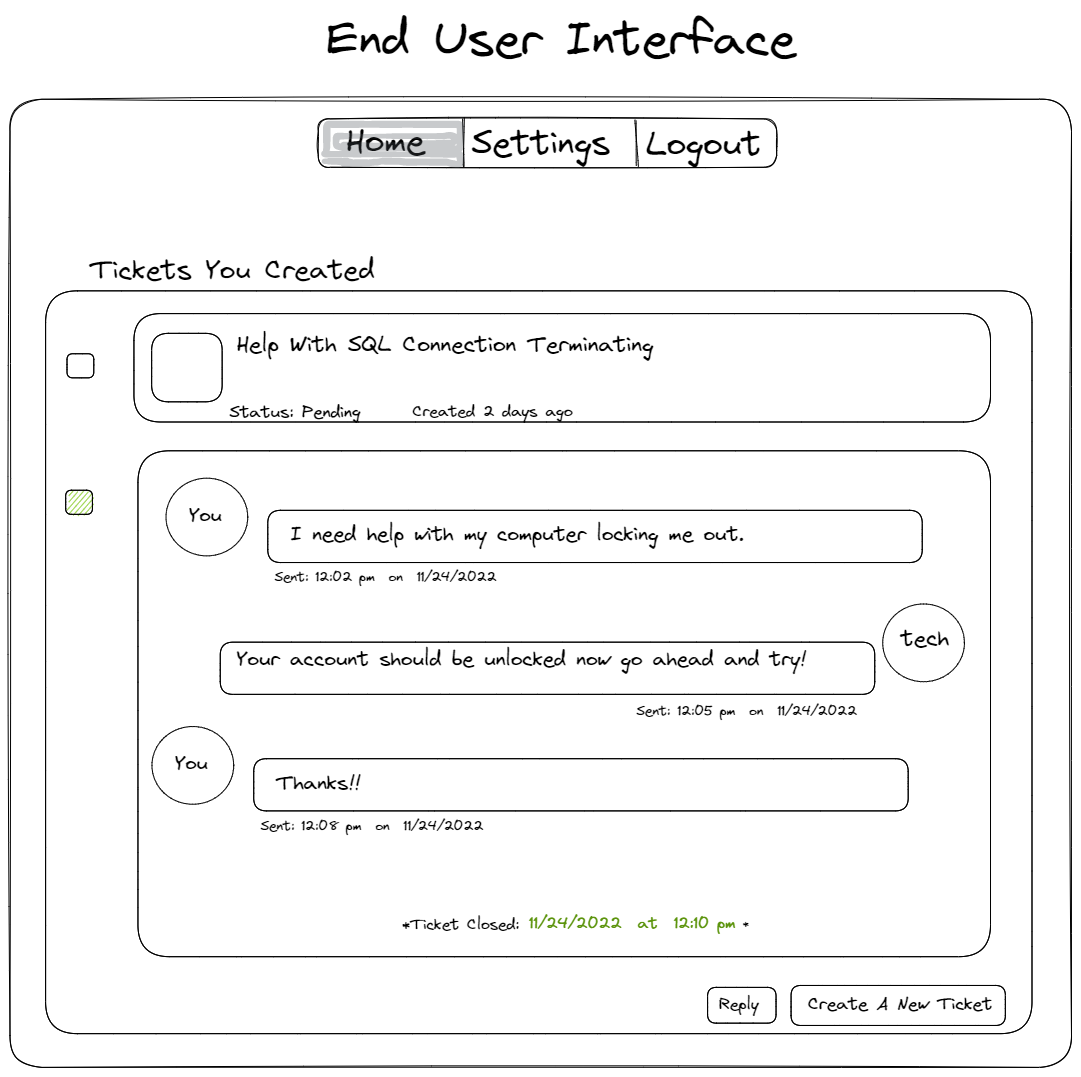 End User Interface
Home Settings Logout
Tickets You Created
Help With SQL Connection Terminating
Status: Pending Created 2 days ago
You
I need help with my computer locking me out.
Sent: 12:02 pm on 11/24/2022
tech
Your account should be unlocked now go ahead and try!
Sent: 12:05 pm on 11/24/2022
You
Thanks!!
Sent: 12:08 pm on 11/24/2022
*Ticket Closed: 11/24/2022 at 12:10 pm *
Reply Create A New Ticket